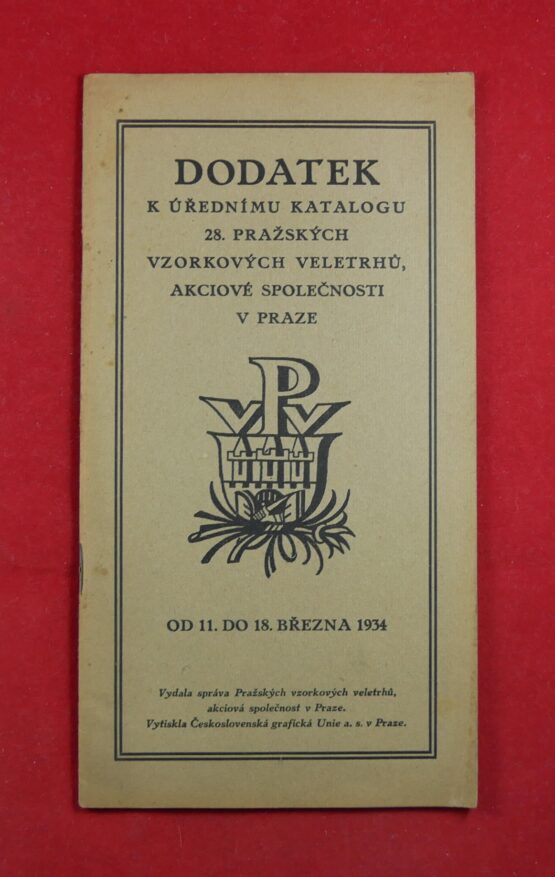 DODATEK
K ÚŘEDNÍMU KATALOGU
28. PRAŽSKÝCH
VZORKOVÝCH VELETRHŮ,
AKCIOVÉ SPOLEČNOSTI
V PRAZE
P
V V
OD 11. DO 18. BŘEZNA 1934
Vydala správa Pražských vzorkových veletrhů,
akciová společnost v Praze.
Vytiskla Československá grafická Unie a. s. v Praze.